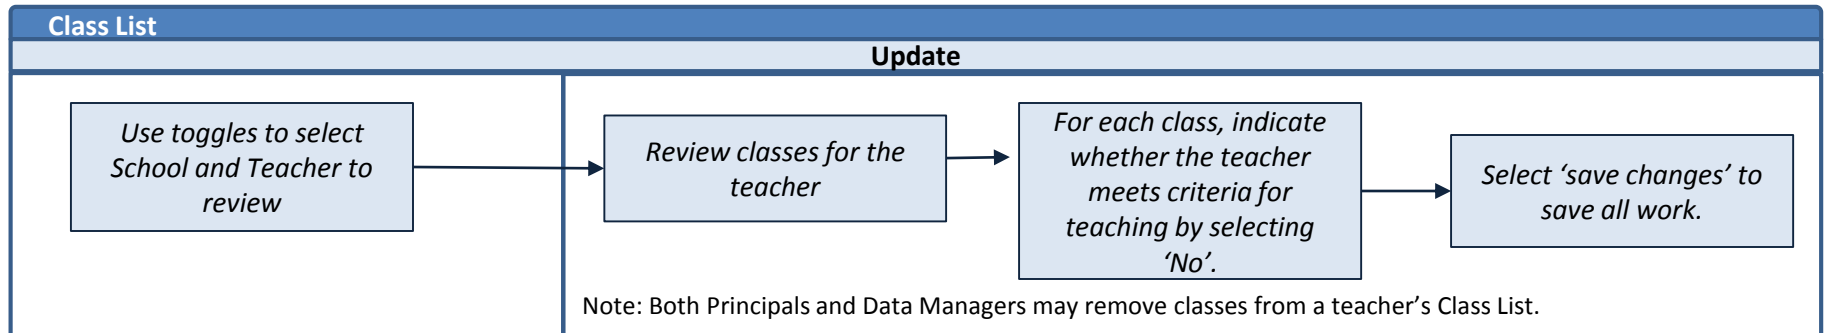 Class List
Update
Use toggles to select
School and Teacher to
review
Review classes for the
teacher
For each class, indicate
whether the teacher
meets criteria for
teaching by selecting
‘No’.
Select ‘save changes’ to
save all work.
Note: Both Principals and Data Managers may remove classes from a teacher’s Class List.